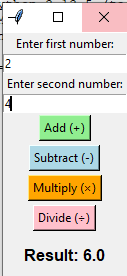 Enter first number:
2
Enter second number:
4
Add (+)
Subtract (-)
Multiply (×)
Divide (÷)
Result: 6.0